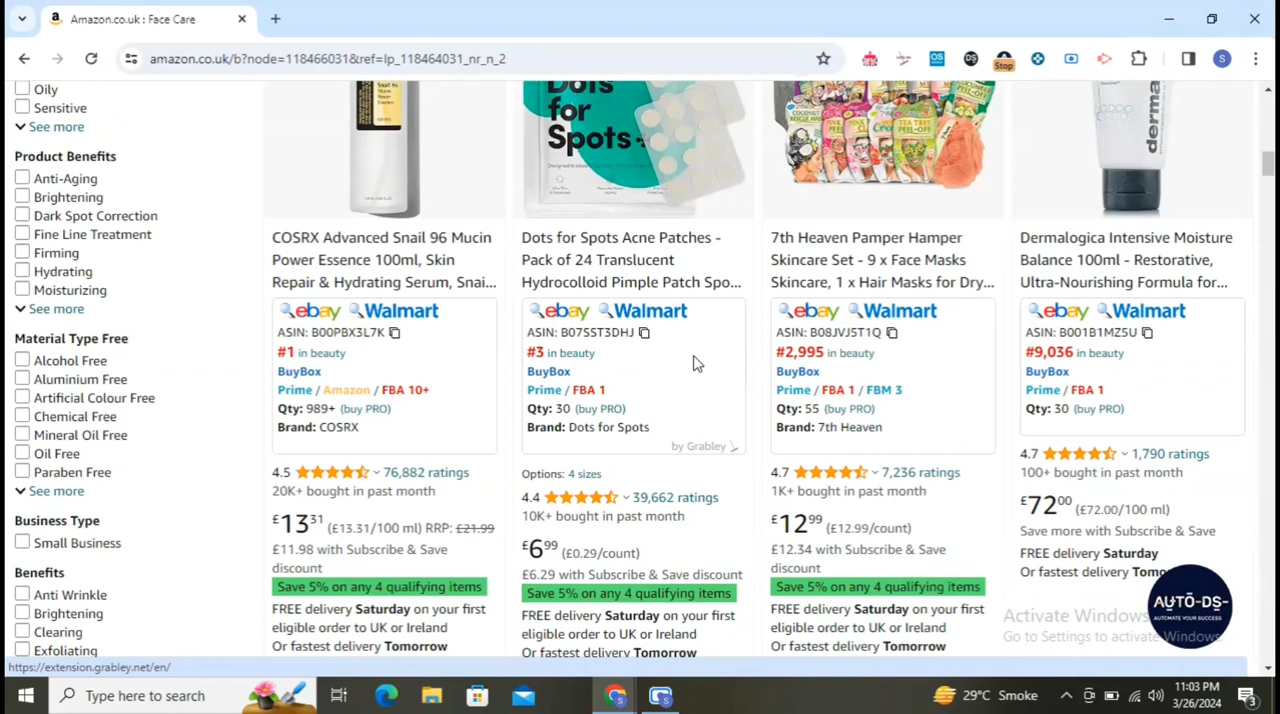 Amazon.co.uk : Face Care
amazon.co.uk/b?node=118466031&ref=lp_118464031_nr_n_2
OS
DS
Stop
S
Oily
Sensitive
See more
Product Benefits
Anti-Aging
Brightening
Dark Spot Correction
Fine Line Treatment
Firming
Hydrating
Moisturizing
See more
Material Type Free
Alcohol Free
Aluminium Free
Artificial Colour Free
Chemical Free
Mineral Oil Free
Oil Free
Paraben Free
See more
Business Type
Small Business
Benefits
Anti Wrinkle
Brightening
Clearing
Exfoliating
COSRX Advanced Snail 96 Mucin
Power Essence 100ml, Skin
Repair & Hydrating Serum, Snai...
ebay Walmart
ASIN: B00PBX3L7K
#1 in beauty
BuyBox
Prime / Amazon / FBA 10+
Qty: 989+ (buy PRO)
Brand: COSRX
4.5 76,882 ratings
20K+ bought in past month
£13.31 (£13.31/100 ml) RRP: £21.99
£11.98 with Subscribe & Save
discount
Save 5% on any 4 qualifying items
FREE delivery Saturday on your first
eligible order to UK or Ireland
Or fastest delivery Tomorrow
Dots
for
Spots
Dots for Spots Acne Patches -
Pack of 24 Translucent
Hydrocolloid Pimple Patch Spo...
ebay Walmart
ASIN: B07SST3DHJ
#3 in beauty
BuyBox
Prime / FBA 1
Qty: 30 (buy PRO)
Brand: Dots for Spots
by Grabley
Options: 4 sizes
4.4 39,662 ratings
10K+ bought in past month
£6.99 (£0.29/count)
£6.29 with Subscribe & Save discount
Save 5% on any 4 qualifying items
FREE delivery Saturday on your first
eligible order to UK or Ireland
Or fastest delivery Tomorrow
7th Heaven Pamper Hamper
Skincare Set - 9 x Face Masks
Skincare, 1 x Hair Masks for Dry...
ebay Walmart
ASIN: B08JVJ5T1Q
#2,995 in beauty
BuyBox
Prime / FBA 1 / FBM 3
Qty: 55 (buy PRO)
Brand: 7th Heaven
4.7 7,236 ratings
1K+ bought in past month
£12.99 (£12.99/count)
£12.34 with Subscribe & Save
discount
Save 5% on any 4 qualifying items
FREE delivery Saturday on your first
eligible order to UK or Ireland
Or fastest delivery Tomorrow
derma
Dermalogica Intensive Moisture
Balance 100ml - Restorative,
Ultra-Nourishing Formula for...
ebay Walmart
ASIN: B001B1MZ5U
#9,036 in beauty
BuyBox
Prime / FBA 1
Qty: 30 (buy PRO)
4.7 1,790 ratings
100+ bought in past month
£72.00 (£72.00/100 ml)
Save more with Subscribe & Save
FREE delivery Saturday
Or fastest delivery Tomo
AUTO-DS-
AUTOMATE YOUR SUCCESS
Activate Windows
Go to Settings to activate Windows.
https://extension.grabley.net/en/
Type here to search
29°C Smoke
11:03 PM
3/26/2024
3